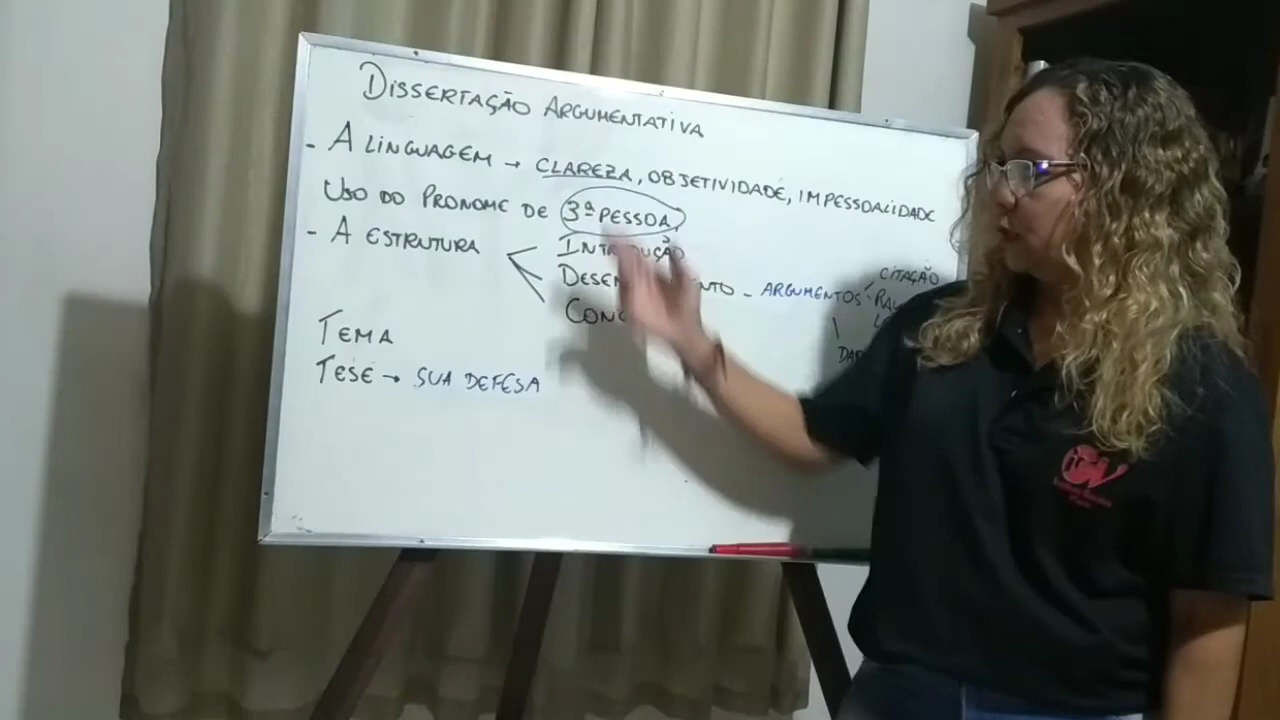 DISSERTAÇÃO ARGUMENTATIVA
- A LINGUAGEM → CLAREZA, OBJETIVIDADE, IMPESSOALIDADE
USO DO PRONOME DE 3ª PESSOA.
- A ESTRUTURA
INTRODUÇÃO
- ARGUMENTOS
CITAÇÃO
TEMA
TESE → SUA DEFESA